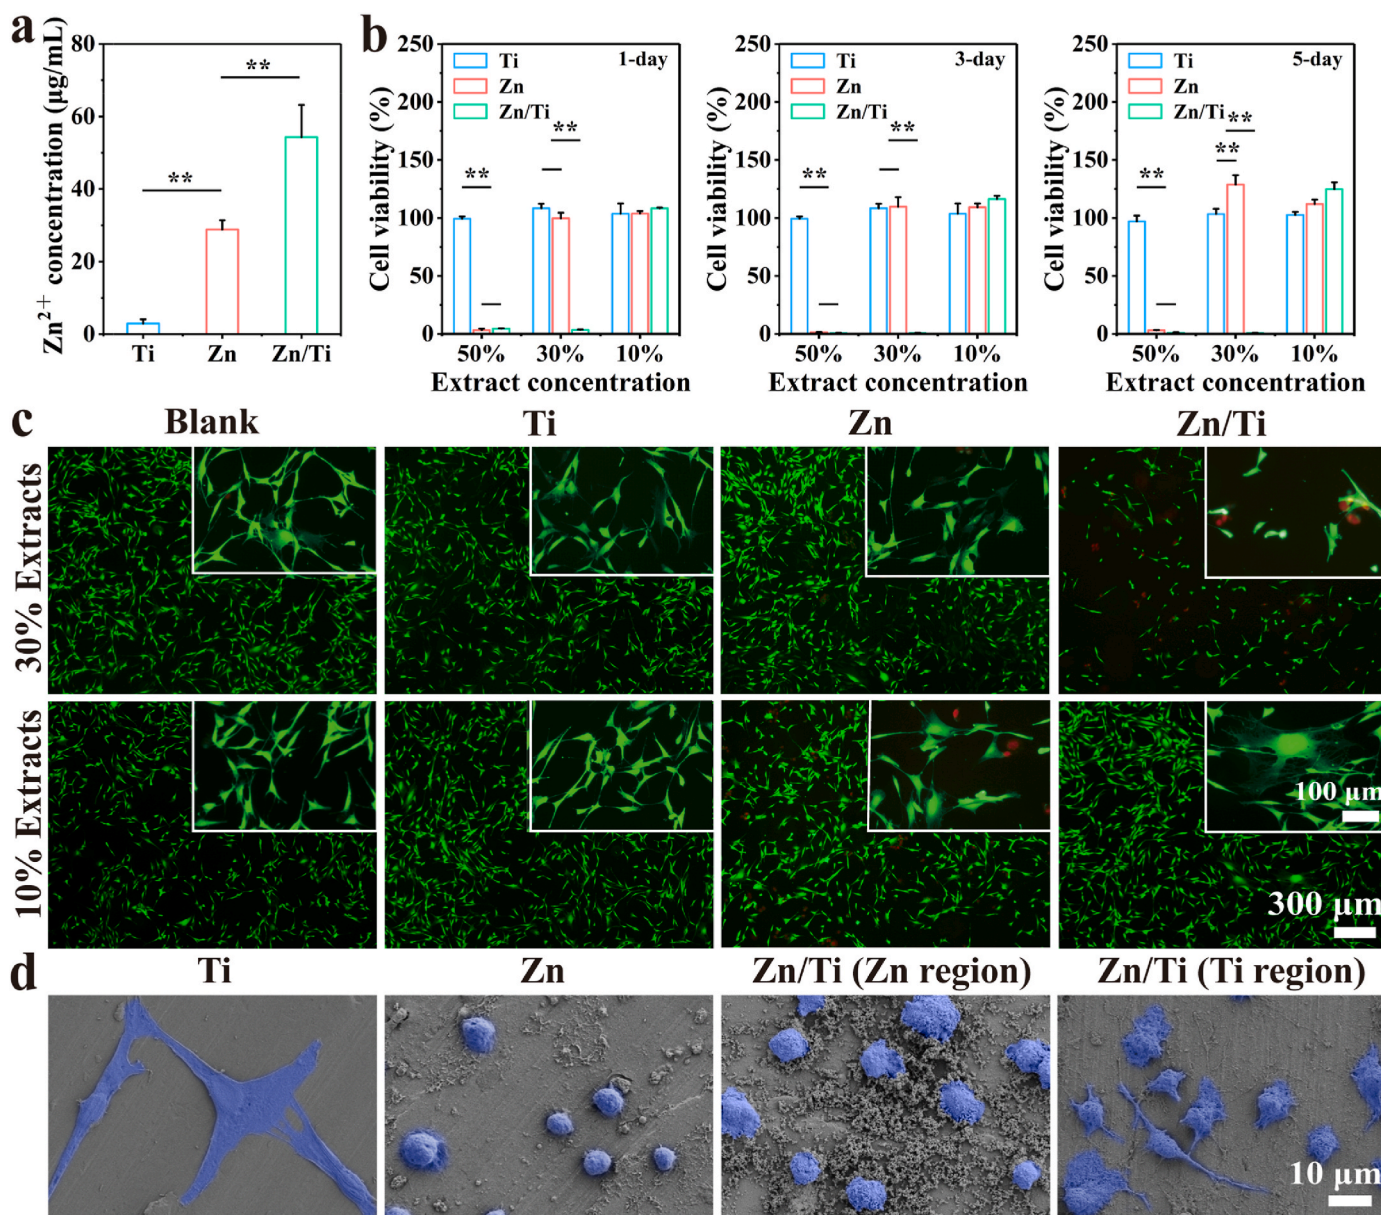 a
Zn²⁺ concentration (μg/mL)
80
60
40
20
0
**
**
Ti
Zn
Zn/Ti
b
Cell viability (%)
250
200
150
100
50
0
Ti
Zn
Zn/Ti
1-day
**
**
50%
30%
10%
Extract concentration
Cell viability (%)
250
200
150
100
50
0
Ti
Zn
Zn/Ti
3-day
**
**
50%
30%
10%
Extract concentration
Cell viability (%)
250
200
150
100
50
0
Ti
Zn
Zn/Ti
5-day
**
**
**
50%
30%
10%
Extract concentration
c
Blank
Ti
Zn
Zn/Ti
30% Extracts
10% Extracts
100 μm
300 μm
d
Ti
Zn
Zn/Ti (Zn region)
Zn/Ti (Ti region)
10 μm